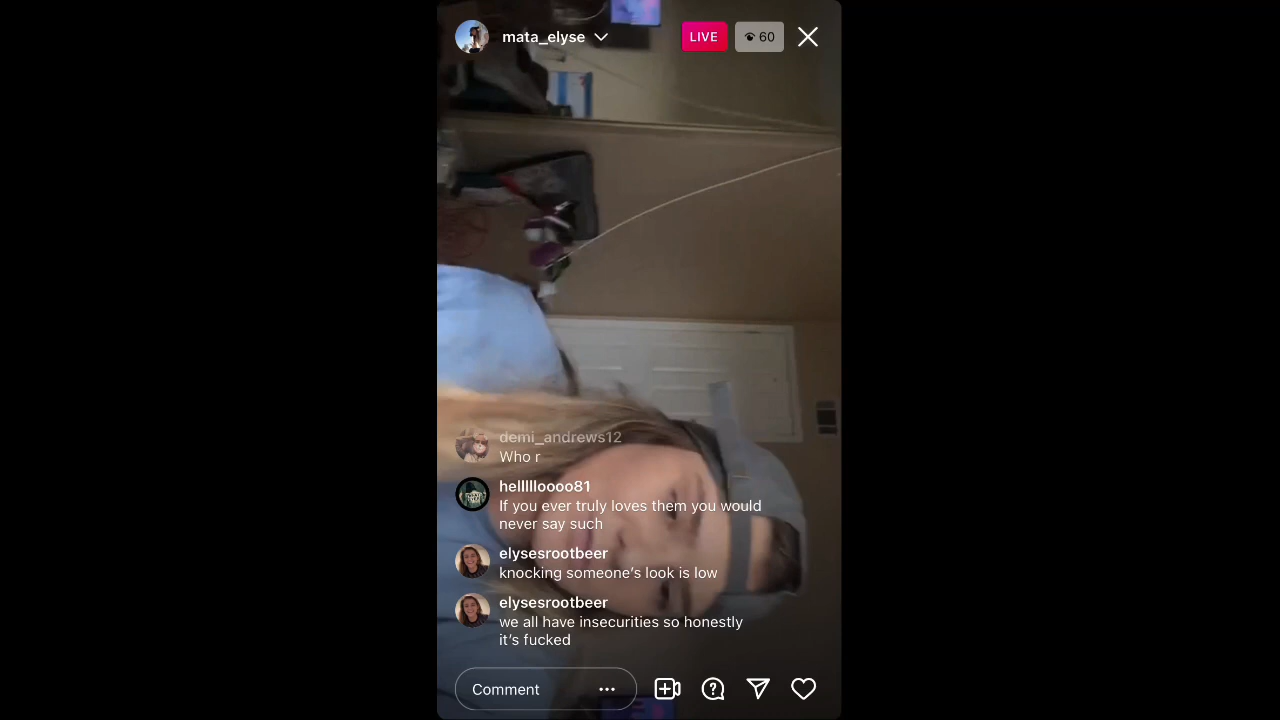 mata_elyse
LIVE
60
demi_andrews12
Who r
hellllloooo81
If you ever truly loves them you would
never say such
elysesrootbeer
knocking someone's look is low
elysesrootbeer
we all have insecurities so honestly
it's fucked
Comment